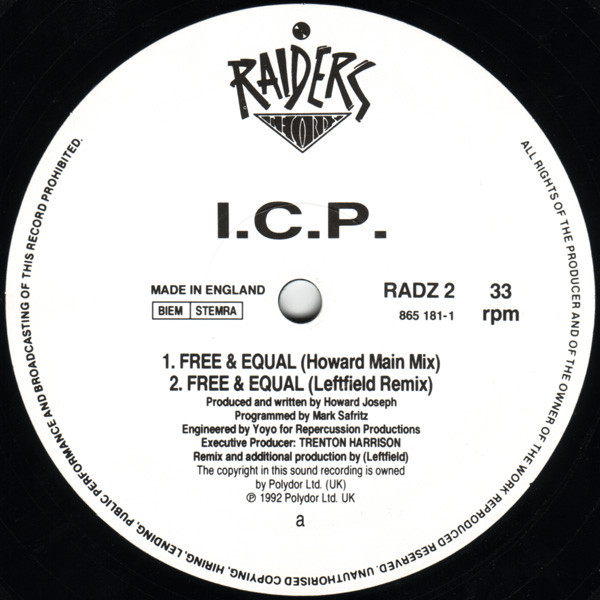 RAIDERS
RECORDS
I.C.P.
MADE IN ENGLAND
BIEM STEMRA
RADZ 2
865 181-1
33
rpm
1. FREE & EQUAL (Howard Main Mix)
2. FREE & EQUAL (Leftfield Remix)
Produced and written by Howard Joseph
Programmed by Mark Safritz
Engineered by Yoyo for Repercussion Productions
Executive Producer: TRENTON HARRISON
Remix and additional production by (Leftfield)
The copyright in this sound recording is owned
by Polydor Ltd. (UK)
℗ 1992 Polydor Ltd. UK
a
ALL RIGHTS OF THE PRODUCER AND OF THE OWNER OF THE WORK REPRODUCED RESERVED. UNAUTHORISED COPYING, HIRING, LENDING, PUBLIC PERFORMANCE AND BROADCASTING OF THIS RECORD PROHIBITED.